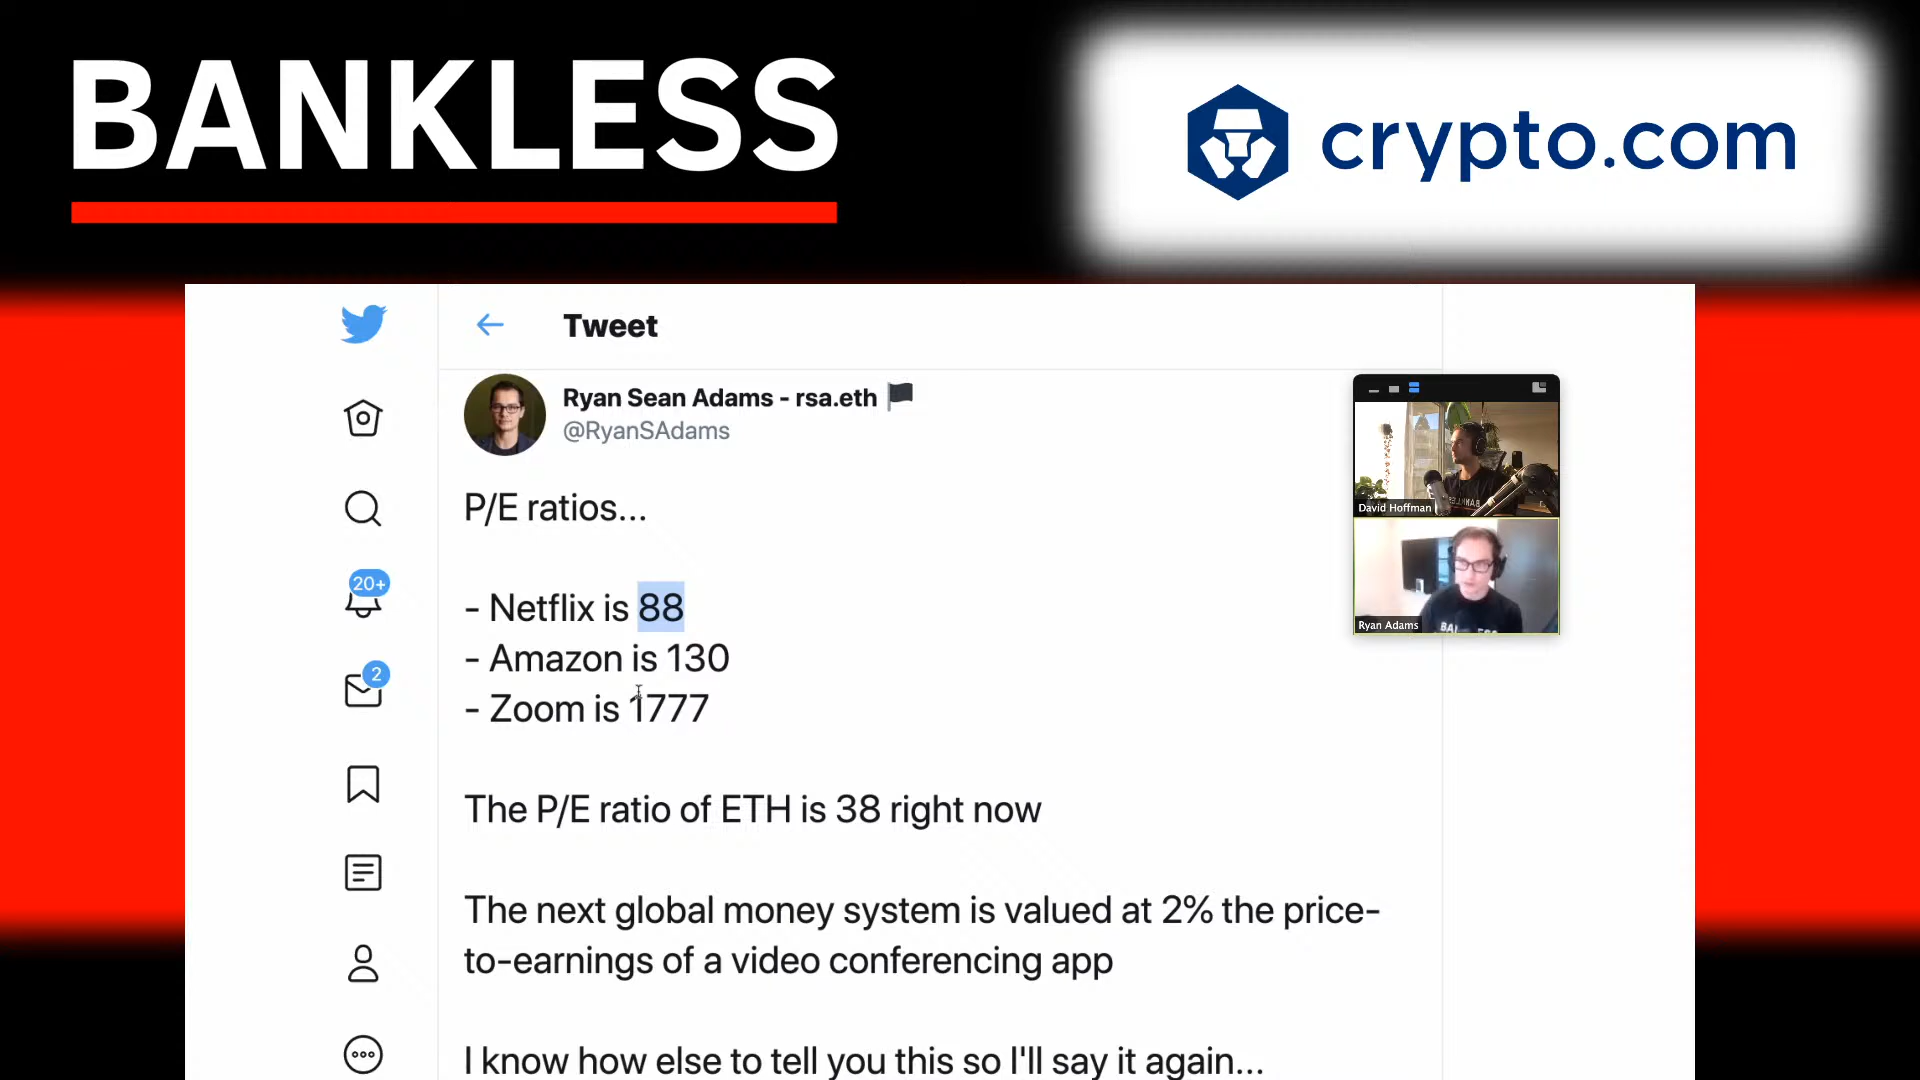 BANKLESS
crypto.com
Tweet
Ryan Sean Adams - rsa.eth
@RyanSAdams
P/E ratios...
- Netflix is 88
- Amazon is 130
- Zoom is 1777
The P/E ratio of ETH is 38 right now
The next global money system is valued at 2% the price-
to-earnings of a video conferencing app
I know how else to tell you this so I'll say it again...
20+
2
David Hoffman
Ryan Adams